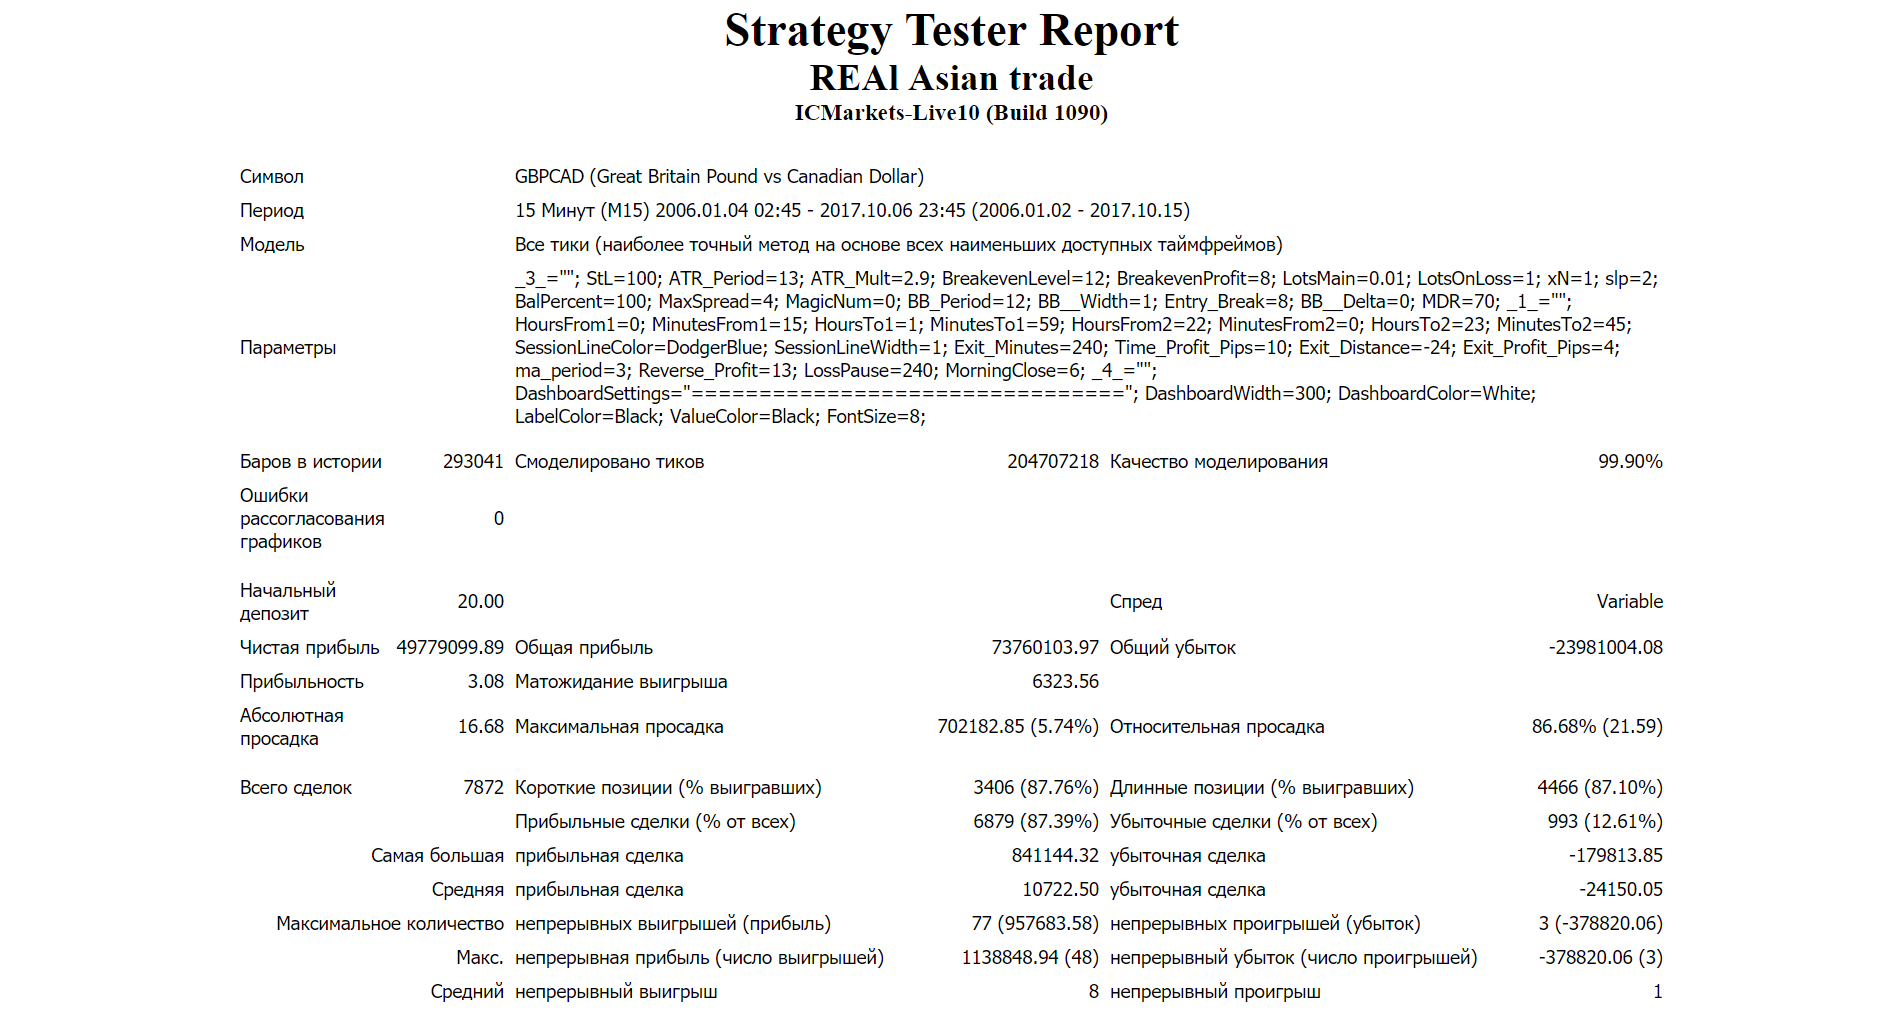 Strategy Tester Report
REAl Asian trade
ICMarkets-Live10 (Build 1090)
Символ GBPCAD (Great Britain Pound vs Canadian Dollar)
Период 15 Минут (M15) 2006.01.04 02:45 - 2017.10.06 23:45 (2006.01.02 - 2017.10.15)
Модель Все тики (наиболее точный метод на основе всех наименьших доступных таймфреймов)
Параметры
_3_=""; StL=100; ATR_Period=13; ATR_Mult=2.9; BreakevenLevel=12; BreakevenProfit=8; LotsMain=0.01; LotsOnLoss=1; xN=1; slp=2;
BalPercent=100; MaxSpread=4; MagicNum=0; BB_Period=12; BB__Width=1; Entry_Break=8; BB__Delta=0; MDR=70; _1_="";
HoursFrom1=0; MinutesFrom1=15; HoursTo1=1; MinutesTo1=59; HoursFrom2=22; MinutesFrom2=0; HoursTo2=23; MinutesTo2=45;
SessionLineColor=DodgerBlue; SessionLineWidth=1; Exit_Minutes=240; Time_Profit_Pips=10; Exit_Distance=-24; Exit_Profit_Pips=4;
ma_period=3; Reverse_Profit=13; LossPause=240; MorningClose=6; _4_="";
DashboardSettings="================================"; DashboardWidth=300; DashboardColor=White;
LabelColor=Black; ValueColor=Black; FontSize=8;
Баров в истории 293041 Смоделировано тиков 204707218 Качество моделирования 99.90%
Ошибки
рассогласования
графиков
0
Начальный
депозит
20.00 Спред Variable
Чистая прибыль 49779099.89 Общая прибыль 73760103.97 Общий убыток -23981004.08
Прибыльность 3.08 Матожидание выигрыша 6323.56
Абсолютная
просадка
16.68 Максимальная просадка 702182.85 (5.74%) Относительная просадка 86.68% (21.59)
Всего сделок 7872 Короткие позиции (% выигравших) 3406 (87.76%) Длинные позиции (% выигравших) 4466 (87.10%)
Прибыльные сделки (% от всех) 6879 (87.39%) Убыточные сделки (% от всех) 993 (12.61%)
Самая большая прибыльная сделка 841144.32 убыточная сделка -179813.85
Средняя прибыльная сделка 10722.50 убыточная сделка -24150.05
Максимальное количество непрерывных выигрышей (прибыль) 77 (957683.58) непрерывных проигрышей (убыток) 3 (-378820.06)
Макс. непрерывная прибыль (число выигрышей) 1138848.94 (48) непрерывный убыток (число проигрышей) -378820.06 (3)
Средний непрерывный выигрыш 8 непрерывный проигрыш 1